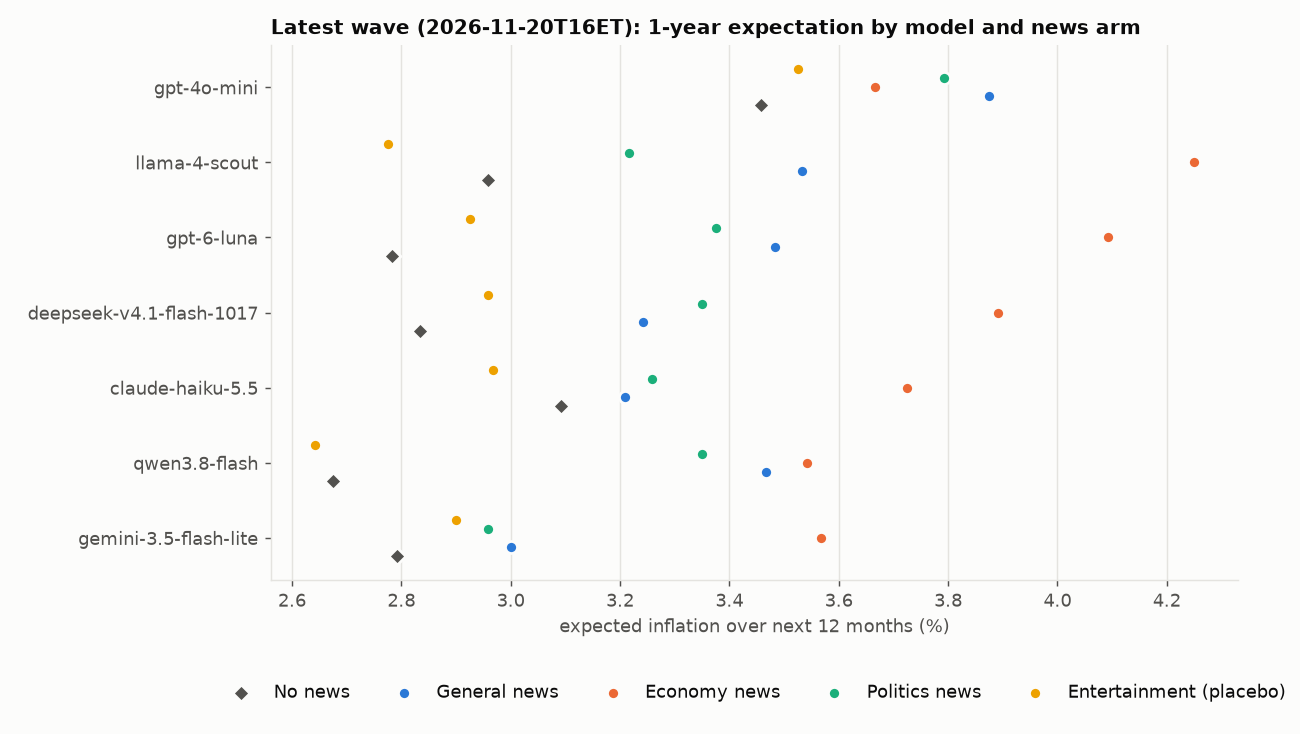 Latest wave (2026-11-20T16ET): 1-year expectation by model and news arm
gpt-4o-mini
llama-4-scout
gpt-6-luna
deepseek-v4.1-flash-1017
claude-haiku-5.5
qwen3.8-flash
gemini-3.5-flash-lite
2.6 2.8 3.0 3.2 3.4 3.6 3.8 4.0 4.2
expected inflation over next 12 months (%)
No news General news Economy news Politics news Entertainment (placebo)